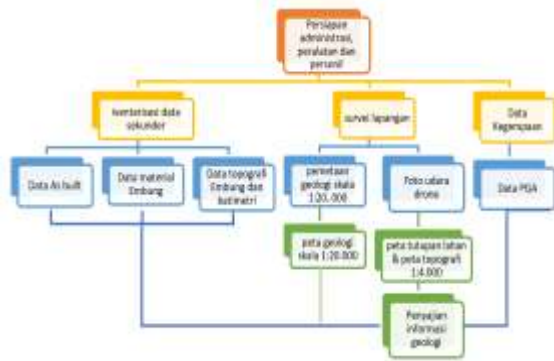 Persiapan
administrasi,
peralatan dan
personil
Iventarisasi data
sekunder
survei lapangan
Data
Kegempaan
Data As built
Data material
Embung
Data topografi
Embung dan
batimetri
pemetaan
geologi skala
1:20.000
Foto udara
drone
Data PGA
peta geologi
skala 1:20.000
peta tutupan lahan
& peta topografi
1:4.000
Penyajian
informasi
geologi